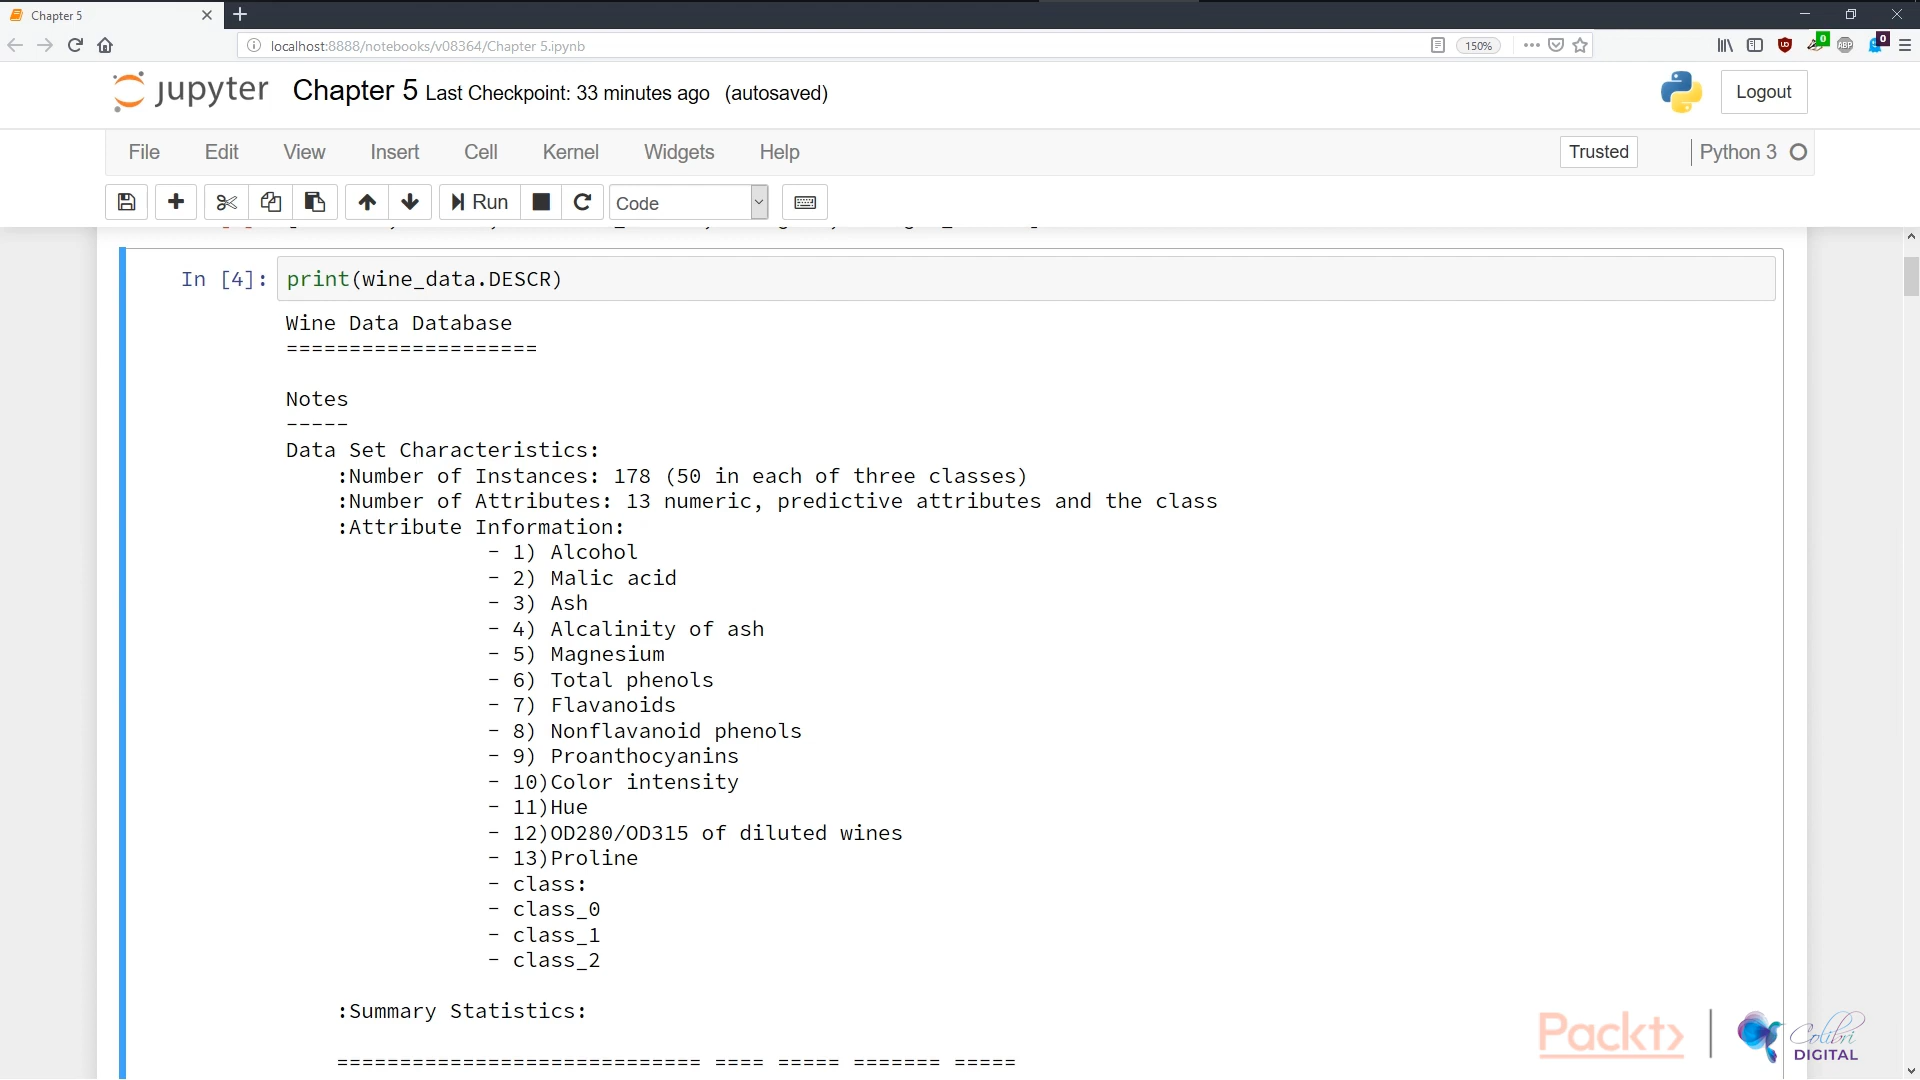 Chapter 5
localhost:8888/notebooks/v08364/Chapter 5.ipynb
150%
0
ABP
0
jupyter Chapter 5 Last Checkpoint: 33 minutes ago (autosaved)
Logout
File Edit View Insert Cell Kernel Widgets Help
Trusted
Python 3
Run
Code
In [4]: print(wine_data.DESCR)
Wine Data Database
====================
Notes
-----
Data Set Characteristics:
:Number of Instances: 178 (50 in each of three classes)
:Number of Attributes: 13 numeric, predictive attributes and the class
:Attribute Information:
- 1) Alcohol
- 2) Malic acid
- 3) Ash
- 4) Alcalinity of ash
- 5) Magnesium
- 6) Total phenols
- 7) Flavanoids
- 8) Nonflavanoid phenols
- 9) Proanthocyanins
- 10)Color intensity
- 11)Hue
- 12)OD280/OD315 of diluted wines
- 13)Proline
- class:
- class_0
- class_1
- class_2
:Summary Statistics:
============================= ==== ===== ======= =====
Packt>
Colibri
DIGITAL